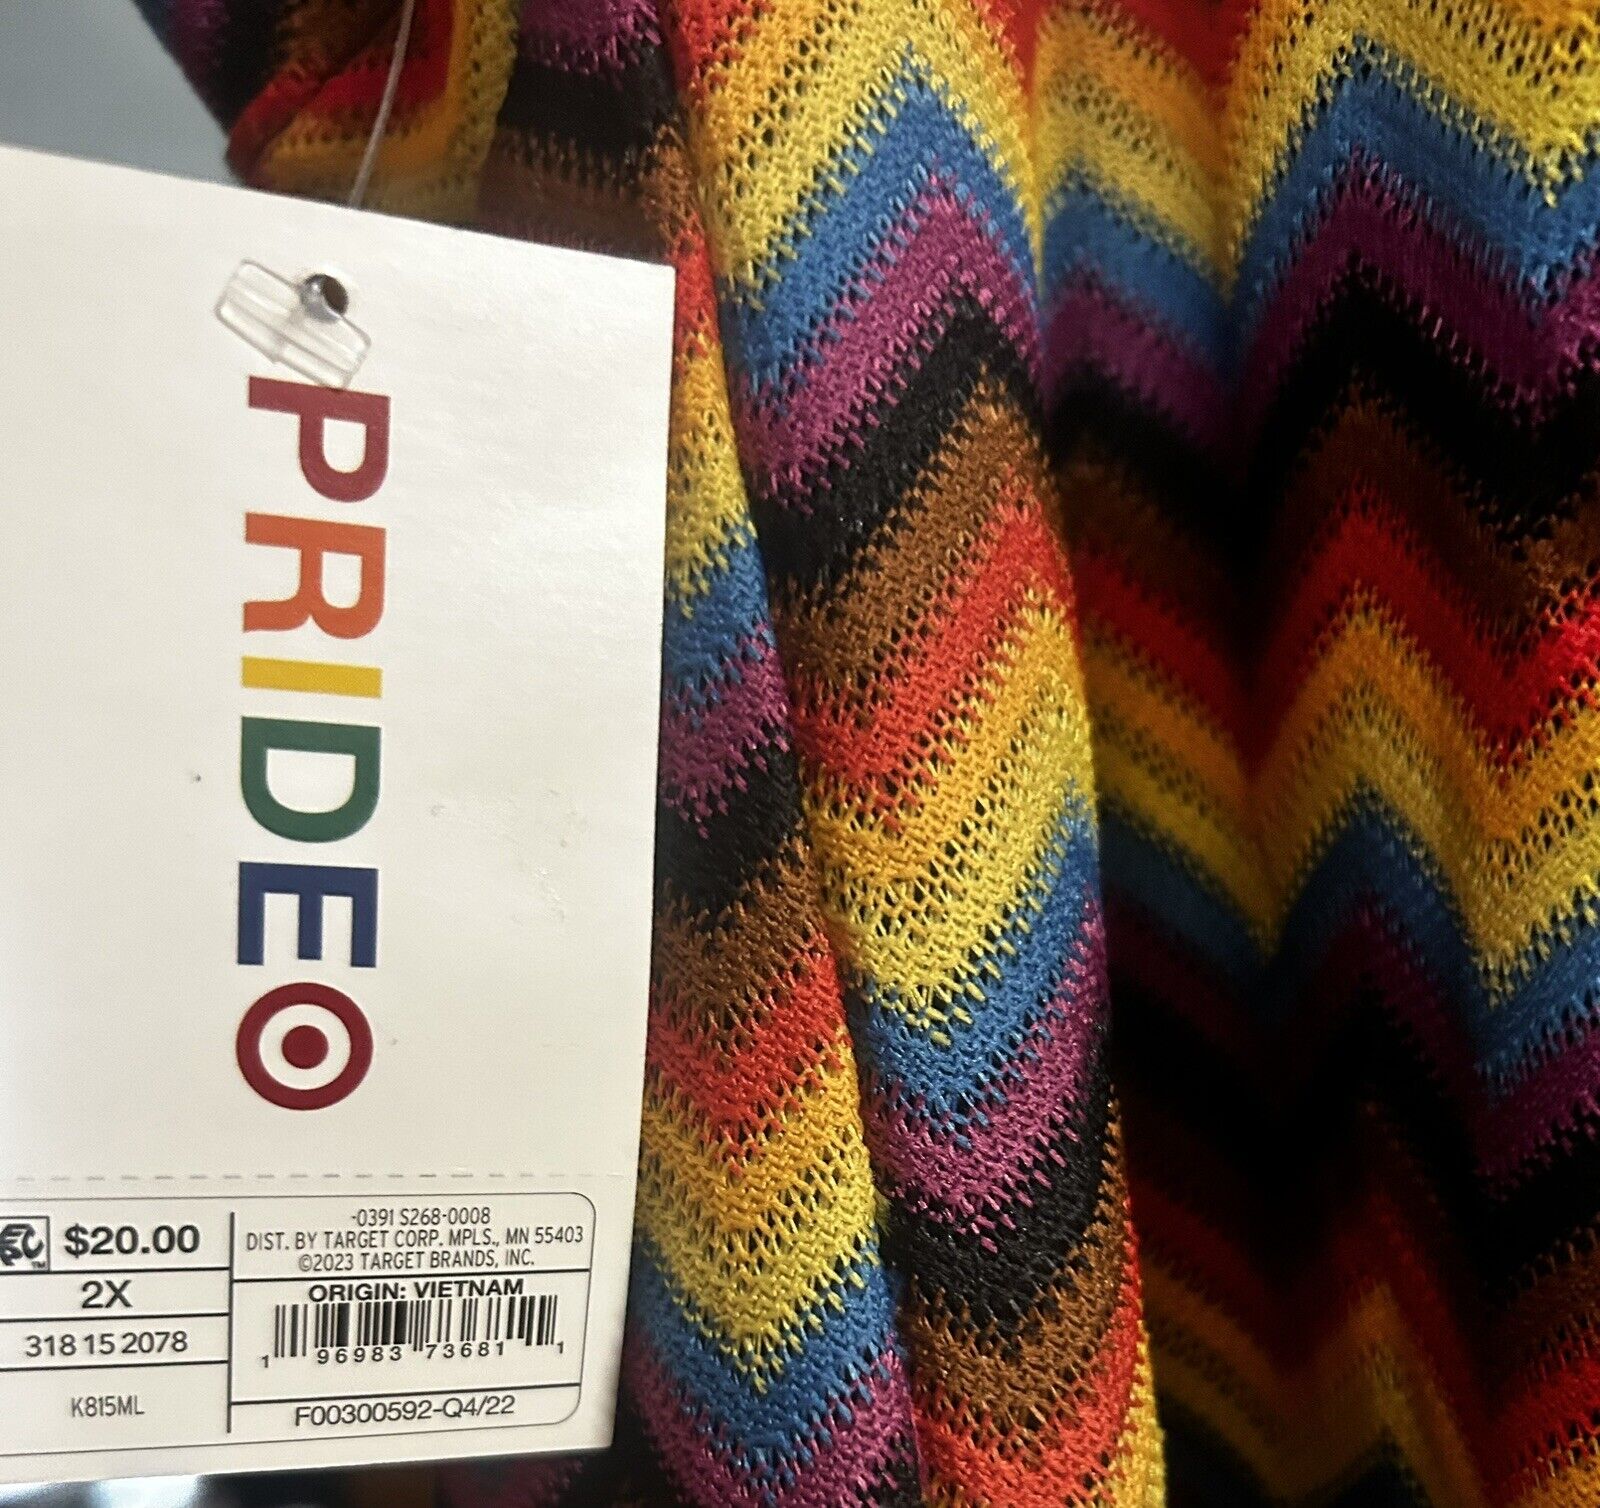 PRIDE
$20.00
2X
318 15 2078
K815ML
-0391 S268-0008
DIST. BY TARGET CORP. MPLS., MN 55403
©2023 TARGET BRANDS, INC.
ORIGIN: VIETNAM
1 96983 73681 1
F00300592-Q4/22